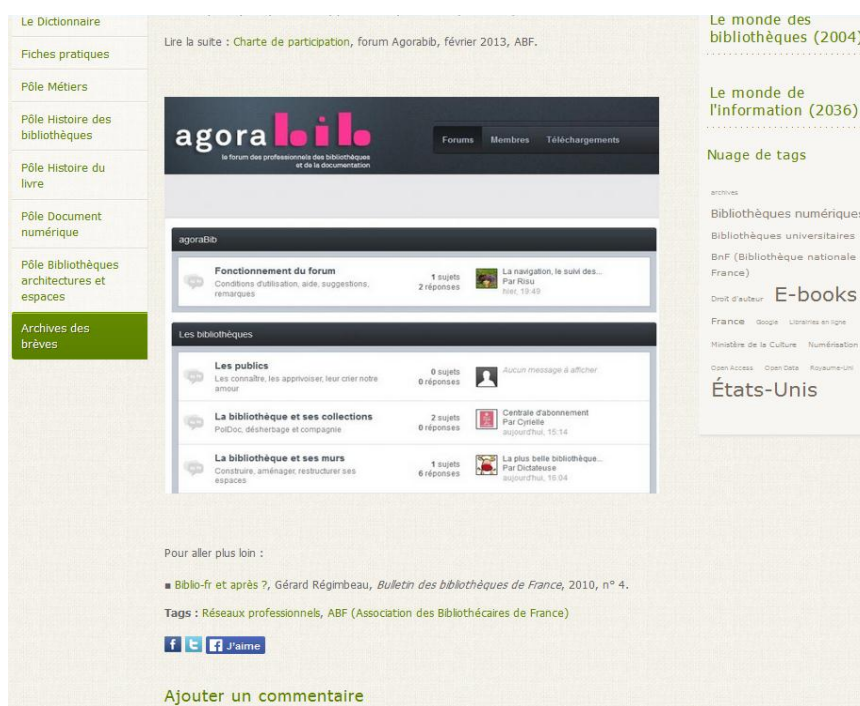 Le Dictionnaire
Fiches pratiques
Pôle Métiers
Pôle Histoire des
bibliothèques
Pôle Histoire du
livre
Pôle Document
numérique
Pôle Bibliothèques
architectures et
espaces
Archives des
brèves
Lire la suite : Charte de participation, forum Agorabib, février 2013, ABF.
agorabib
le forum des professionnels des bibliothèques
et de la documentation
Forums Membres Téléchargements
agoraBib
Fonctionnement du forum
Conditions d'utilisation, aide, suggestions,
remarques
1 sujets
2 réponses
La navigation, le suivi des...
Par Risu
hier, 19:49
Les bibliothèques
Les publics
Les connaître, les apprivoiser, leur crier notre
amour
0 sujets
0 réponses
Aucun message à afficher
La bibliothèque et ses collections
PolDoc, désherbage et compagnie
2 sujets
0 réponses
Centrale d'abonnement
Par Cyrielle
aujourd'hui, 15:14
La bibliothèque et ses murs
Construire, aménager, restructurer ses
espaces
1 sujets
6 réponses
La plus belle bibliothèque...
Par Dictateuse
aujourd'hui, 16:04
Pour aller plus loin :
Biblio-fr et après ?, Gérard Régimbeau, Bulletin des bibliothèques de France, 2010, n° 4.
Tags : Réseaux professionnels, ABF (Association des Bibliothécaires de France)
f t f J'aime
Ajouter un commentaire
Le monde des
bibliothèques (2004)
Le monde de
l'information (2036)
Nuage de tags
archives
Bibliothèques numériques
Bibliothèques universitaires
BnF (Bibliothèque nationale
France)
Droit d'auteur E-books
France Google Librairies en ligne
Ministère de la Culture Numérisation
Open Access Open Data Royaume-Uni
États-Unis